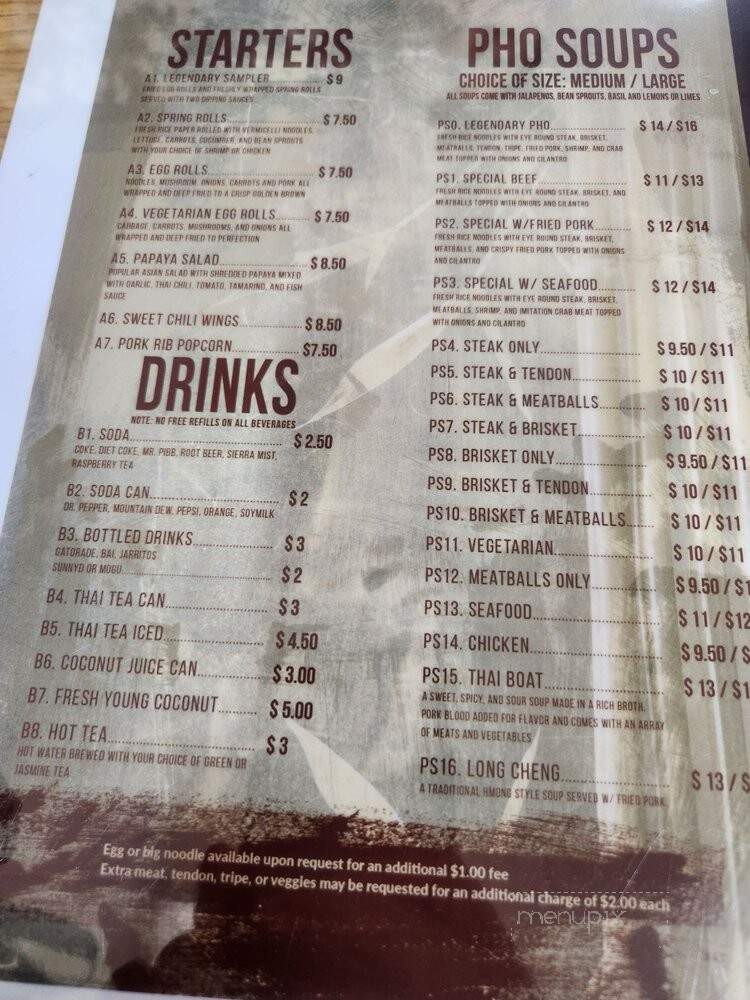 STARTERS
A1. LEGENDARY SAMPLER............ $9
FRIED EGG ROLLS AND FRESHLY WRAPPED SPRING ROLLS
SERVED WITH TWO DIPPING SAUCES
A2. SPRING ROLLS............ $7.50
FRESH RICE PAPER ROLLED WITH VERMICELLI NOODLES,
LETTUCE, CARROTS, CUCUMBER, AND BEAN SPROUTS
WITH YOUR CHOICE OF SHRIMP OR CHICKEN
A3. EGG ROLLS............ $7.50
NOODLES, MUSHROOM, ONIONS, CARROTS AND PORK ALL
WRAPPED AND DEEP FRIED TO A CRISP GOLDEN BROWN
A4. VEGETARIAN EGG ROLLS....... $7.50
CABBAGE, CARROTS, MUSHROOMS, AND ONIONS ALL
WRAPPED AND DEEP FRIED TO PERFECTION
A5. PAPAYA SALAD............ $8.50
POPULAR ASIAN SALAD WITH SHREDDED PAPAYA MIXED
WITH GARLIC, THAI CHILI, TOMATO, TAMARIND, AND FISH
SAUCE
A6. SWEET CHILI WINGS............ $8.50
A7. PORK RIB POPCORN............ $7.50
DRINKS
NOTE: NO FREE REFILLS ON ALL BEVERAGES
B1. SODA............ $2.50
COKE, DIET COKE, MR. PIBB, ROOT BEER, SIERRA MIST,
RASPBERRY TEA
B2. SODA CAN............ $2
DR. PEPPER, MOUNTAIN DEW, PEPSI, ORANGE, SOYMILK
B3. BOTTLED DRINKS............ $3
GATORADE, BAI, JARRITOS
SUNNYD OR MOGU............ $2
B4. THAI TEA CAN............ $3
B5. THAI TEA ICED............ $4.50
B6. COCONUT JUICE CAN............ $3.00
B7. FRESH YOUNG COCONUT............ $5.00
B8. HOT TEA............ $3
HOT WATER BREWED WITH YOUR CHOICE OF GREEN OR
JASMINE TEA
PHO SOUPS
CHOICE OF SIZE: MEDIUM / LARGE
ALL SOUPS COME WITH JALAPENOS, BEAN SPROUTS, BASIL AND LEMONS OR LIMES
PS0. LEGENDARY PHO............ $14/$16
FRESH RICE NOODLES WITH EYE ROUND STEAK, BRISKET,
MEATBALLS, TENDON, TRIPE, FRIED PORK, SHRIMP, AND CRAB
MEAT TOPPED WITH ONIONS AND CILANTRO
PS1. SPECIAL BEEF............ $11/$13
FRESH RICE NOODLES WITH EYE ROUND STEAK, BRISKET, AND
MEATBALLS TOPPED WITH ONIONS AND CILANTRO
PS2. SPECIAL W/FRIED PORK............ $12/$14
FRESH RICE NOODLES WITH EYE ROUND STEAK, BRISKET,
MEATBALLS, AND CRISPY FRIED PORK TOPPED WITH ONIONS
AND CILANTRO
PS3. SPECIAL W/ SEAFOOD............ $12/$14
FRESH RICE NOODLES WITH EYE ROUND STEAK, BRISKET,
MEATBALLS, SHRIMP, AND IMITATION CRAB MEAT TOPPED
WITH ONIONS AND CILANTRO
PS4. STEAK ONLY............ $9.50/$11
PS5. STEAK & TENDON............ $10/$11
PS6. STEAK & MEATBALLS............ $10/$11
PS7. STEAK & BRISKET............ $10/$11
PS8. BRISKET ONLY............ $9.50/$11
PS9. BRISKET & TENDON............ $10/$11
PS10. BRISKET & MEATBALLS...... $10/$11
PS11. VEGETARIAN............ $10/$11
PS12. MEATBALLS ONLY............ $9.50/$1
PS13. SEAFOOD............ $11/$12
PS14. CHICKEN............ $9.50/$
PS15. THAI BOAT............ $13/$1
A SWEET, SPICY, AND SOUR SOUP MADE IN A RICH BROTH.
PORK BLOOD ADDED FOR FLAVOR AND COMES WITH AN ARRAY
OF MEATS AND VEGETABLES
PS16. LONG CHENG............ $13/$
A TRADITIONAL HMONG STYLE SOUP SERVED W/ FRIED PORK
Egg or big noodle available upon request for an additional $1.00 fee
Extra meat, tendon, tripe, or veggies may be requested for an additional charge of $2.00 each
menupix